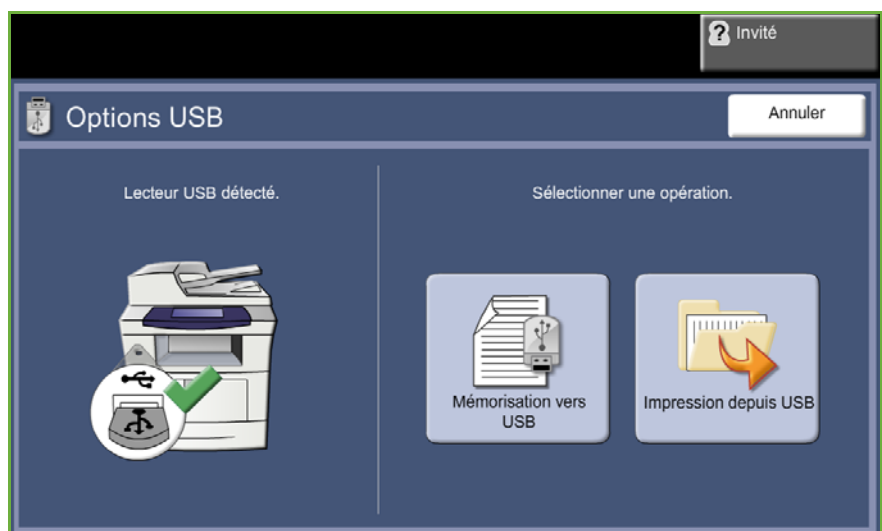 Invité
Options USB
Annuler
Lecteur USB détecté.
Sélectionner une opération.
Mémorisation vers
USB
Impression depuis USB